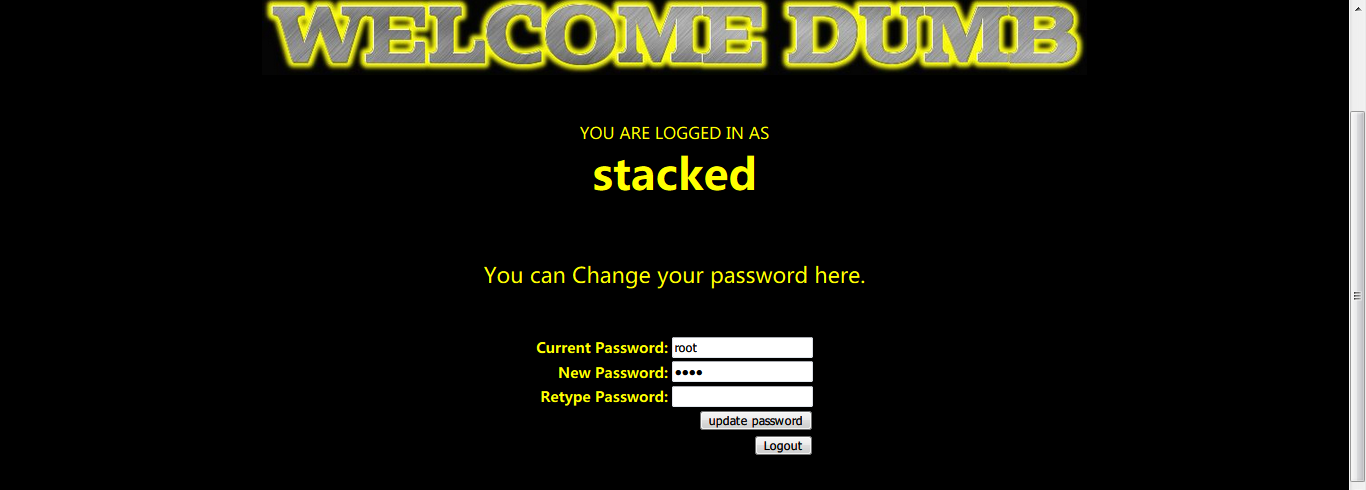 WELCOME DUMB
YOU ARE LOGGED IN AS
stacked
You can Change your password here.
Current Password: root
New Password: ••••
Retype Password:
update password
Logout